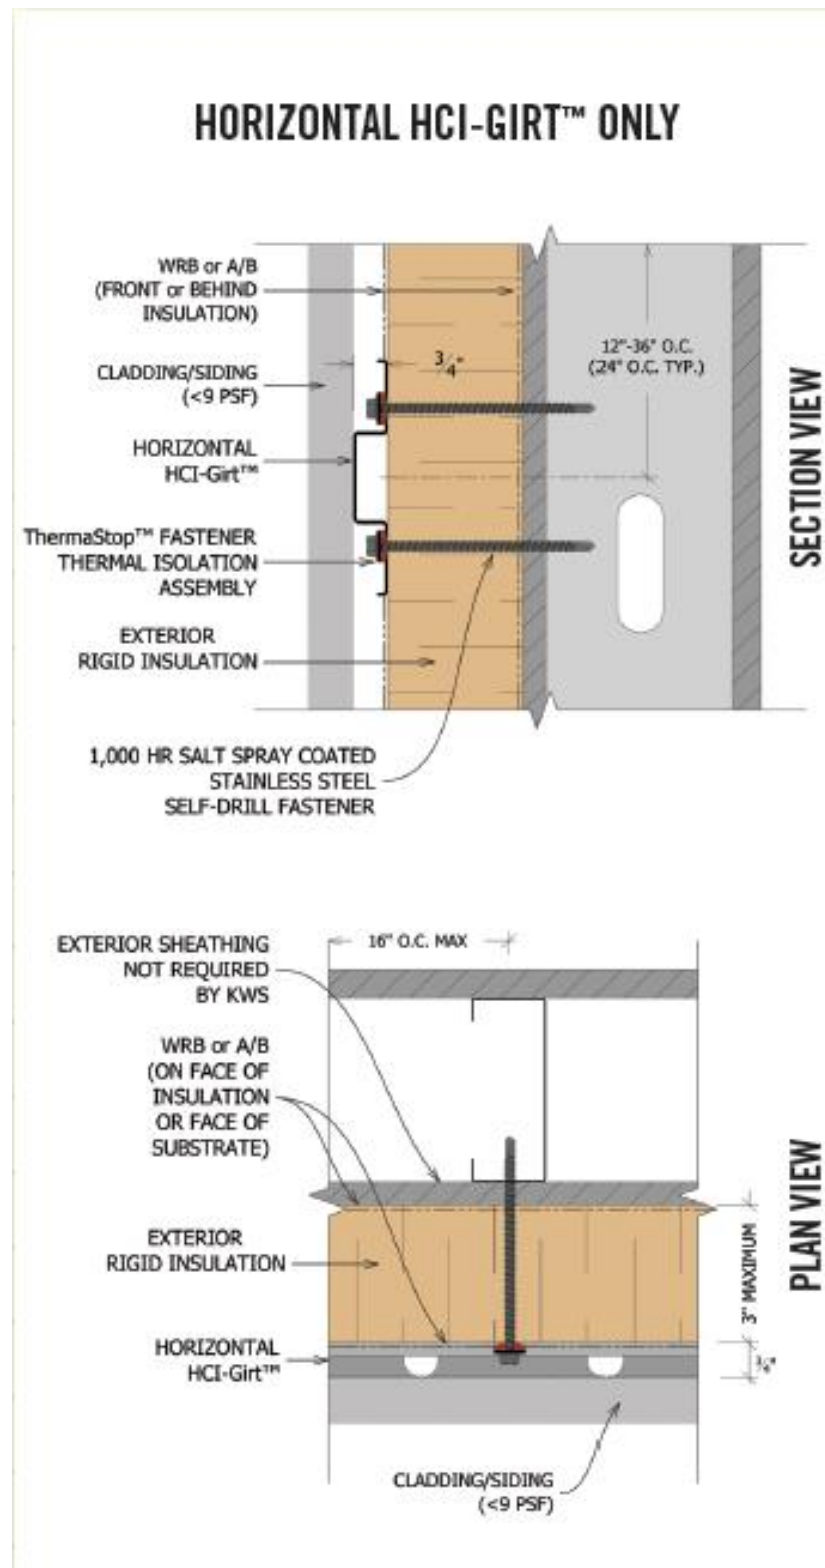 HORIZONTAL HCI-GIRT™ ONLY
WRB or A/B
(FRONT or BEHIND
INSULATION)
3/4"
12"-36" O.C.
(24" O.C. TYP.)
CLADDING/SIDING
(<9 PSF)
HORIZONTAL
HCI-Girt™
ThermaStop™ FASTENER
THERMAL ISOLATION
ASSEMBLY
EXTERIOR
RIGID INSULATION
1,000 HR SALT SPRAY COATED
STAINLESS STEEL
SELF-DRILL FASTENER
SECTION VIEW
EXTERIOR SHEATHING
NOT REQUIRED
BY KWS
16" O.C. MAX
WRB or A/B
(ON FACE OF
INSULATION
OR FACE OF
SUBSTRATE)
EXTERIOR
RIGID INSULATION
3" MAXIMUM
HORIZONTAL
HCI-Girt™
3/4"
CLADDING/SIDING
(<9 PSF)
PLAN VIEW